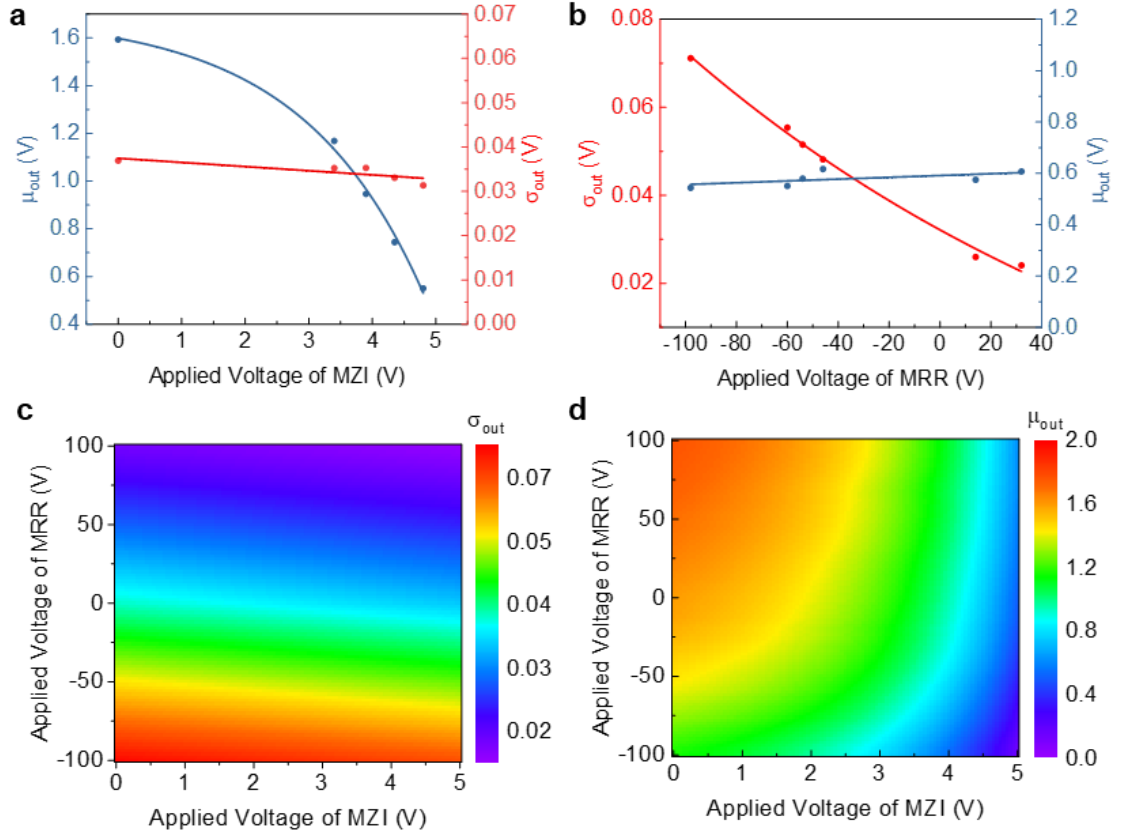 a
μout (V)
1.6
1.4
1.2
1.0
0.8
0.6
0.4
0.07
0.06
0.05
0.04
0.03
0.02
0.01
0.00
σout (V)
0 1 2 3 4 5
Applied Voltage of MZI (V)
b
σout (V)
0.08
0.06
0.04
0.02
1.2
1.0
0.8
0.6
0.4
0.2
0.0
μout (V)
-100 -80 -60 -40 -20 0 20 40
Applied Voltage of MRR (V)
c
σout
Applied Voltage of MRR (V)
100
50
0
-50
-100
0.07
0.05
0.04
0.03
0.02
0 1 2 3 4 5
Applied Voltage of MZI (V)
d
μout
Applied Voltage of MRR (V)
100
50
0
-50
-100
2.0
1.6
1.2
0.8
0.4
0.0
0 1 2 3 4 5
Applied Voltage of MZI (V)